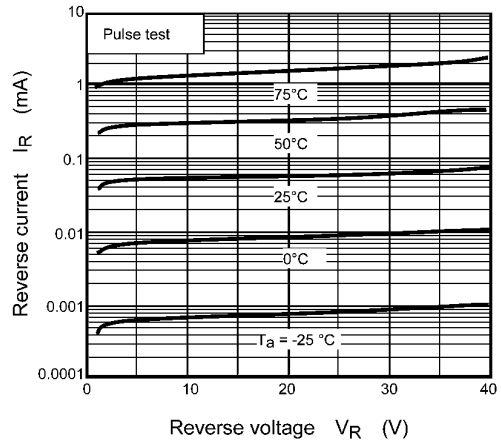 10
Pulse test
1
75°C
50°C
0.1
25°C
0.01
0°C
0.001
Ta = -25 °C
0.0001
0
10
20
30
40
Reverse current IR (mA)
Reverse voltage VR (V)